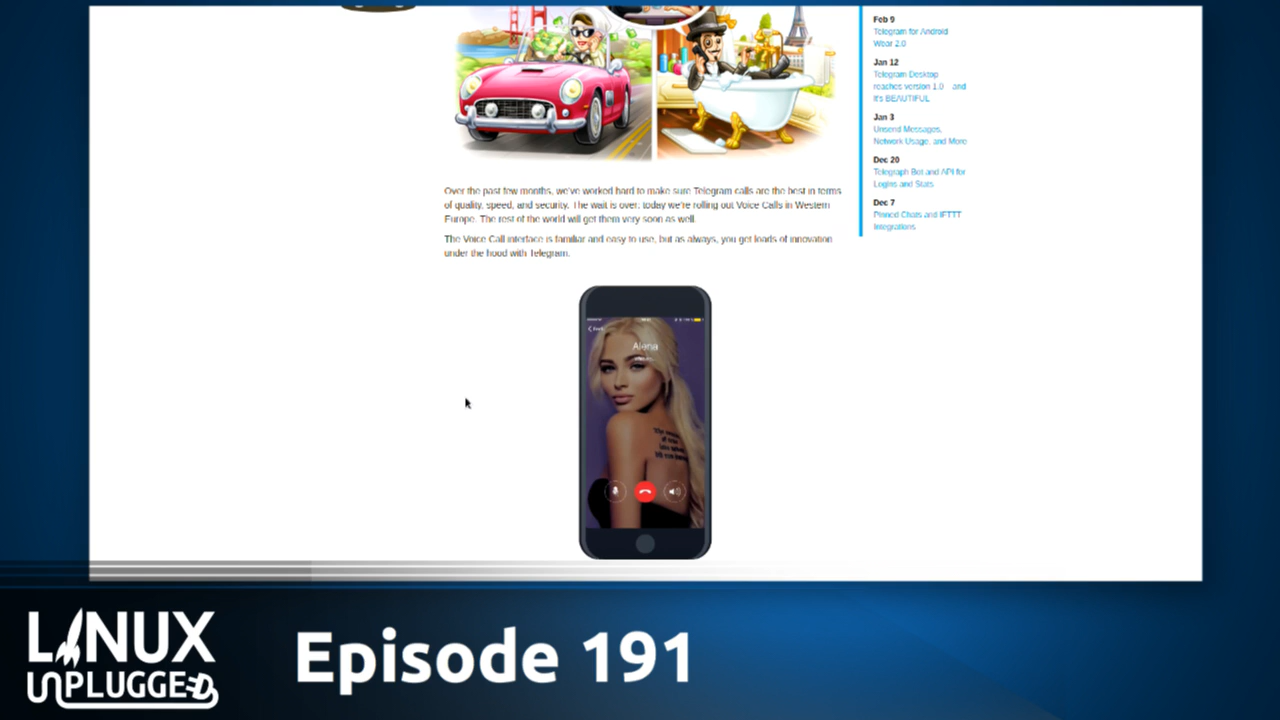 Feb 9
Telegram for Android
Wear 2.0
Jan 12
Telegram Desktop
reaches version 1.0 and
It's BEAUTIFUL
Jan 3
Unsend Messages,
Network Usage, and More
Dec 20
Telegraph Bot and API for
Logins and Stats
Dec 7
Pinned Chats and IFTTT
Integrations
Over the past few months, we've worked hard to make sure Telegram calls are the best in terms
of quality, speed, and security. The wait is over: today we're rolling out Voice Calls in Western
Europe. The rest of the world will get them very soon as well.
The Voice Call interface is familiar and easy to use, but as always, you get loads of innovation
under the hood with Telegram.
Back
Alena
LINUX
UNPLUGGED
Episode 191